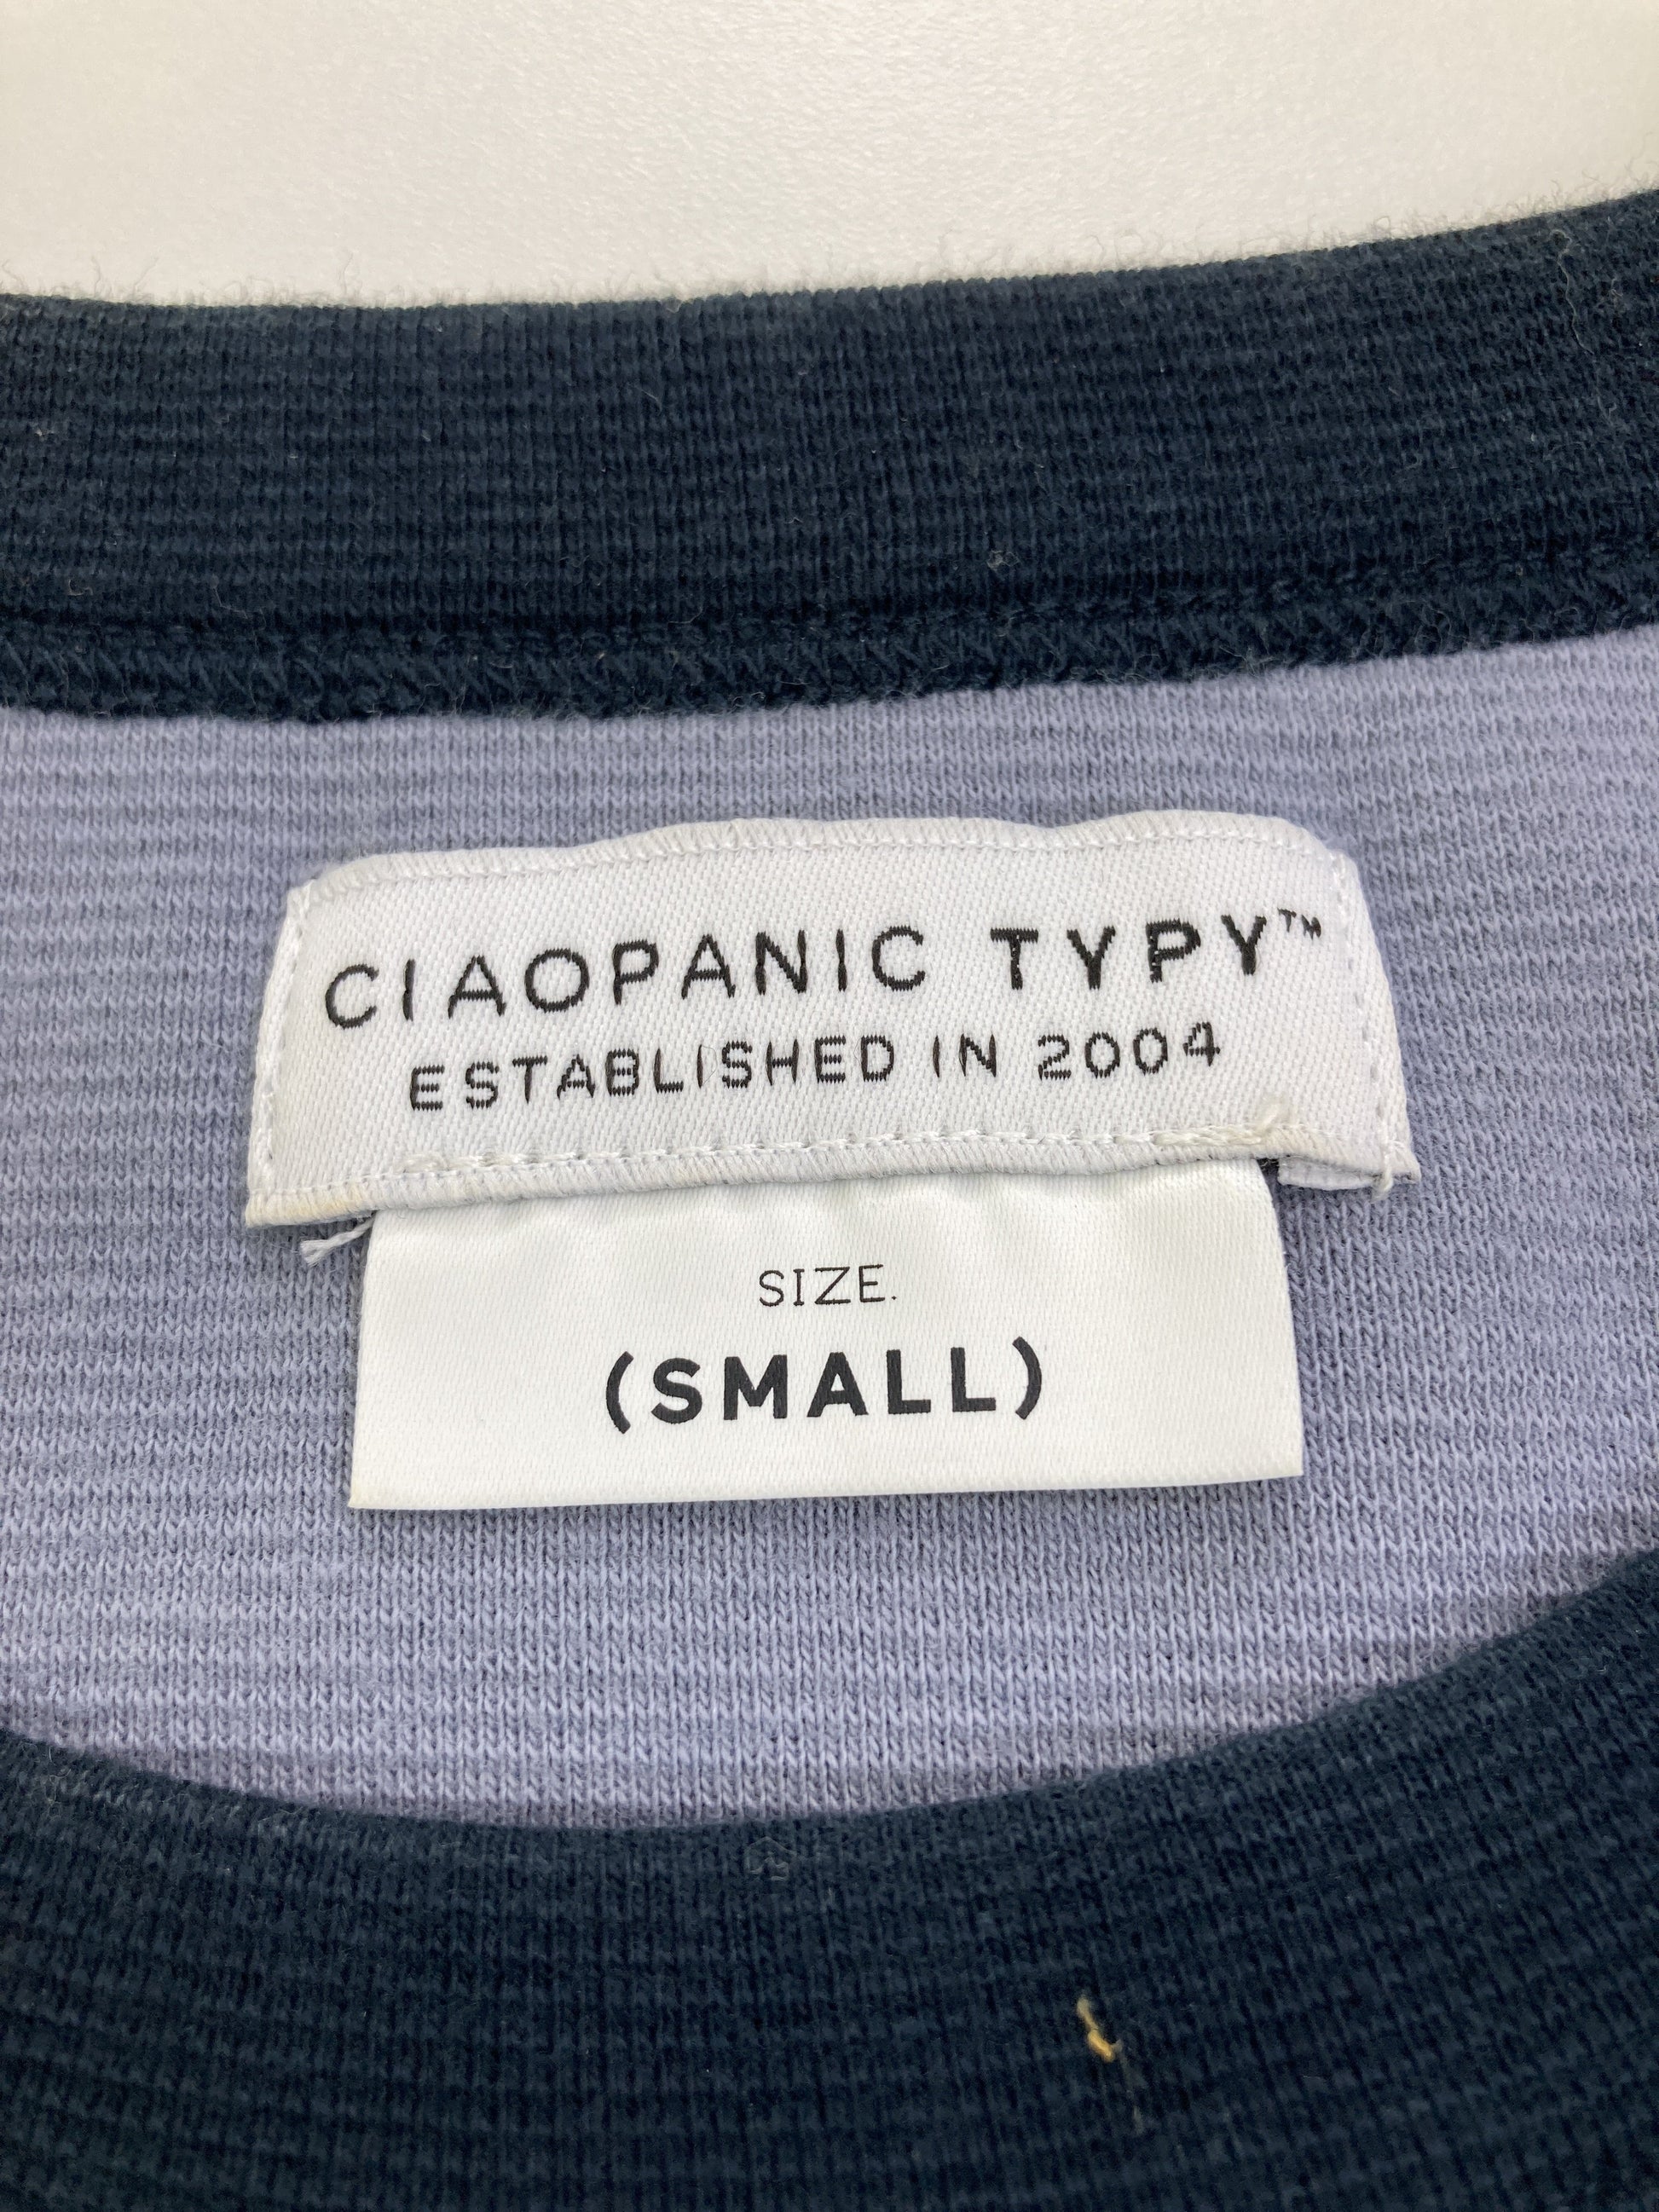 CIAOPANIC TYPY™
ESTABLISHED IN 2004
SIZE.
(SMALL)